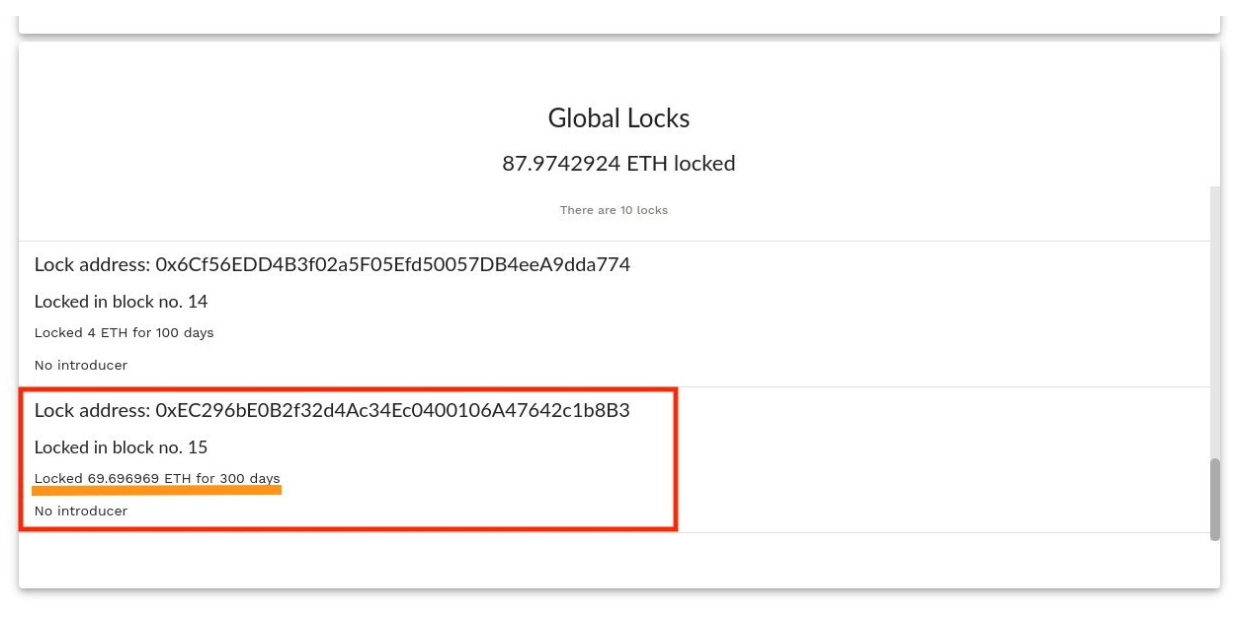 Global Locks
87.9742924 ETH locked
There are 10 locks
Lock address: 0x6Cf56EDD4B3f02a5F05Efd50057DB4eeA9dda774
Locked in block no. 14
Locked 4 ETH for 100 days
No introducer
Lock address: 0xEC296bE0B2f32d4Ac34Ec0400106A47642c1b8B3
Locked in block no. 15
Locked 69.696969 ETH for 300 days
No introducer